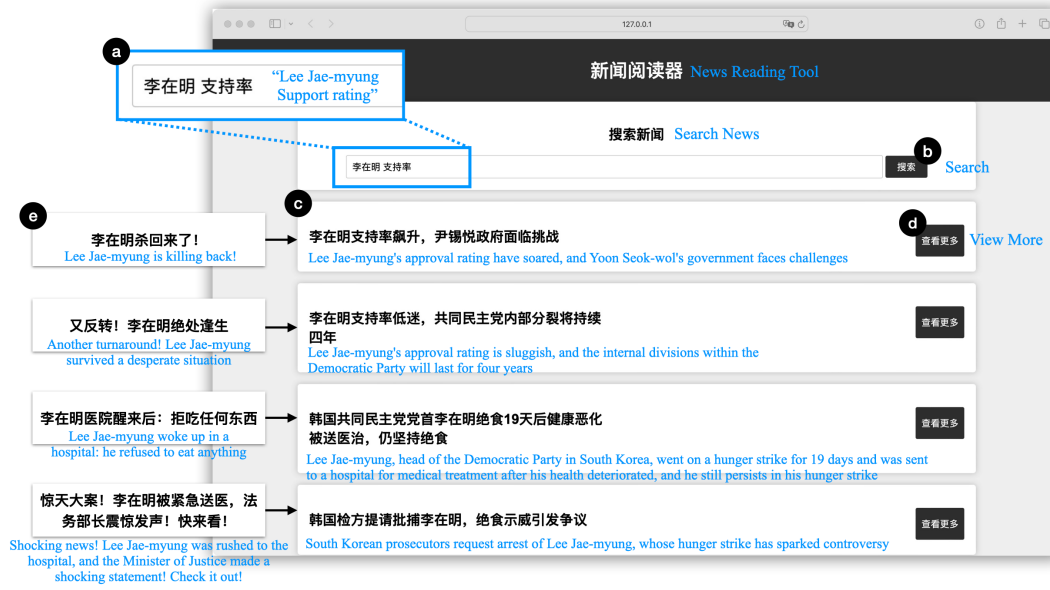 127.0.0.1
a
李在明 支持率
“Lee Jae-myung
Support rating”
新闻阅读器 News Reading Tool
搜索新闻 Search News
李在明 支持率
b
搜索
Search
e
李在明杀回来了！
Lee Jae-myung is killing back!
c
李在明支持率飙升，尹锡悦政府面临挑战
Lee Jae-myung's approval rating have soared, and Yoon Seok-wol's government faces challenges
d
查看更多
View More
又反转！李在明绝处逢生
Another turnaround! Lee Jae-myung
survived a desperate situation
李在明支持率低迷，共同民主党内部分裂将持续
四年
Lee Jae-myung's approval rating is sluggish, and the internal divisions within the
Democratic Party will last for four years
查看更多
李在明医院醒来后：拒吃任何东西
Lee Jae-myung woke up in a
hospital: he refused to eat anything
韩国共同民主党党首李在明绝食19天后健康恶化
被送医治，仍坚持绝食
Lee Jae-myung, head of the Democratic Party in South Korea, went on a hunger strike for 19 days and was sent
to a hospital for medical treatment after his health deteriorated, and he still persists in his hunger strike
查看更多
惊天大案！李在明被紧急送医，法
务部长震惊发声！快来看！
Shocking news! Lee Jae-myung was rushed to the
hospital, and the Minister of Justice made a
shocking statement! Check it out!
韩国检方提请批捕李在明，绝食示威引发争议
South Korean prosecutors request arrest of Lee Jae-myung, whose hunger strike has sparked controversy
查看更多